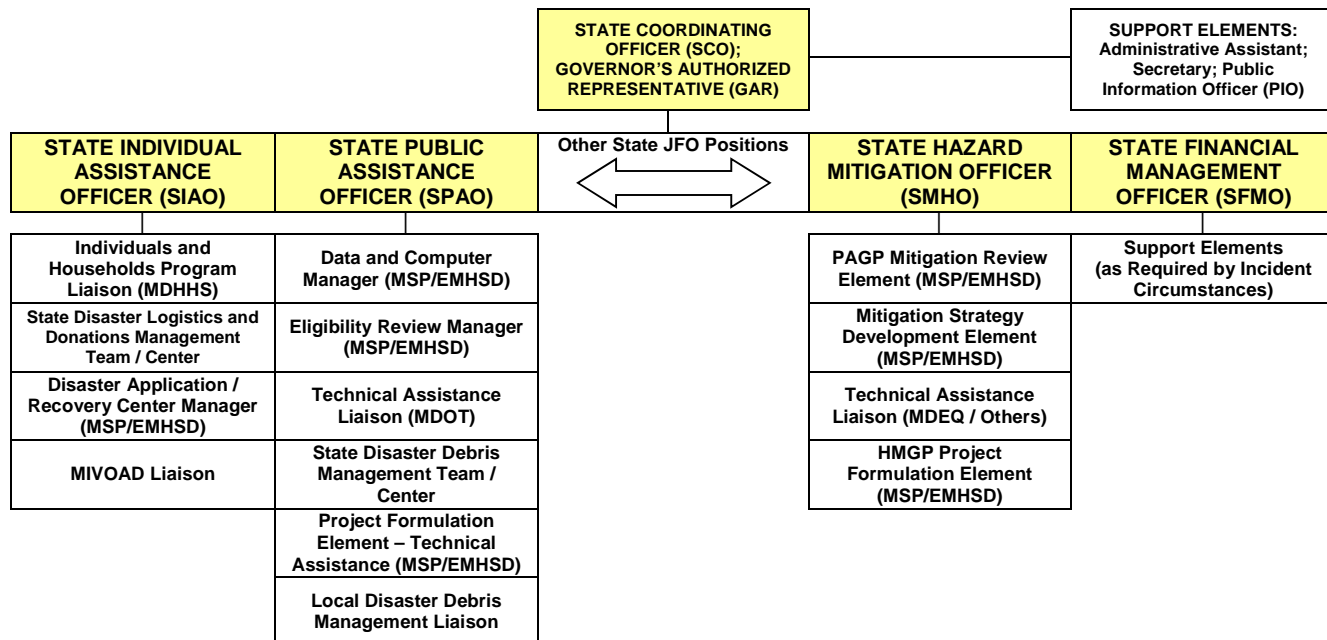 STATE COORDINATING
OFFICER (SCO);
GOVERNOR'S AUTHORIZED
REPRESENTATIVE (GAR)
SUPPORT ELEMENTS:
Administrative Assistant;
Secretary; Public
Information Officer (PIO)
STATE INDIVIDUAL
ASSISTANCE
OFFICER (SIAO)
STATE PUBLIC
ASSISTANCE
OFFICER (SPAO)
Other State JFO Positions
STATE HAZARD
MITIGATION OFFICER
(SMHO)
STATE FINANCIAL
MANAGEMENT
OFFICER (SFMO)
Individuals and
Households Program
Liaison (MDHHS)
State Disaster Logistics and
Donations Management
Team / Center
Disaster Application /
Recovery Center Manager
(MSP/EMHSD)
MIVOAD Liaison
Data and Computer
Manager (MSP/EMHSD)
Eligibility Review Manager
(MSP/EMHSD)
Technical Assistance
Liaison (MDOT)
State Disaster Debris
Management Team /
Center
Project Formulation
Element – Technical
Assistance (MSP/EMHSD)
Local Disaster Debris
Management Liaison
PAGP Mitigation Review
Element (MSP/EMHSD)
Mitigation Strategy
Development Element
(MSP/EMHSD)
Technical Assistance
Liaison (MDEQ / Others)
HMGP Project
Formulation Element
(MSP/EMHSD)
Support Elements
(as Required by Incident
Circumstances)